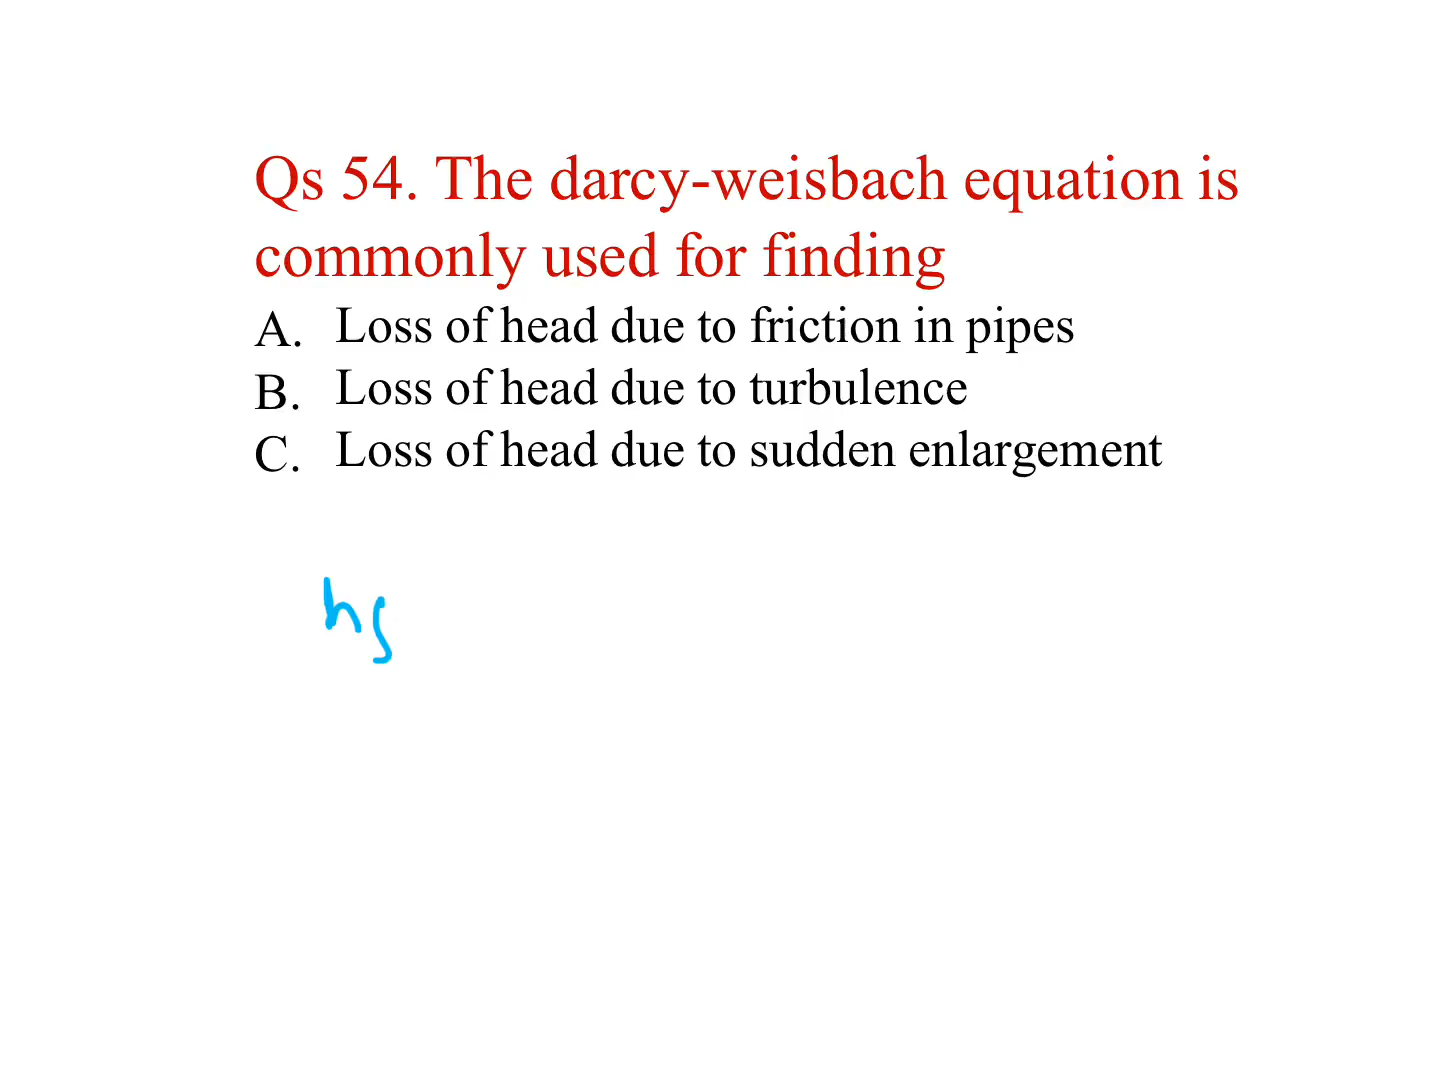 Qs 54. The darcy-weisbach equation is
commonly used for finding
A. Loss of head due to friction in pipes
B. Loss of head due to turbulence
C. Loss of head due to sudden enlargement
hf